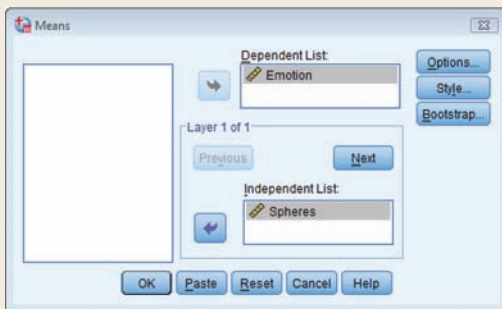 Means
Dependent List:
Emotion
Options...
Style...
Bootstrap...
Layer 1 of 1
Previous
Next
Independent List:
Spheres
OK Paste Reset Cancel Help